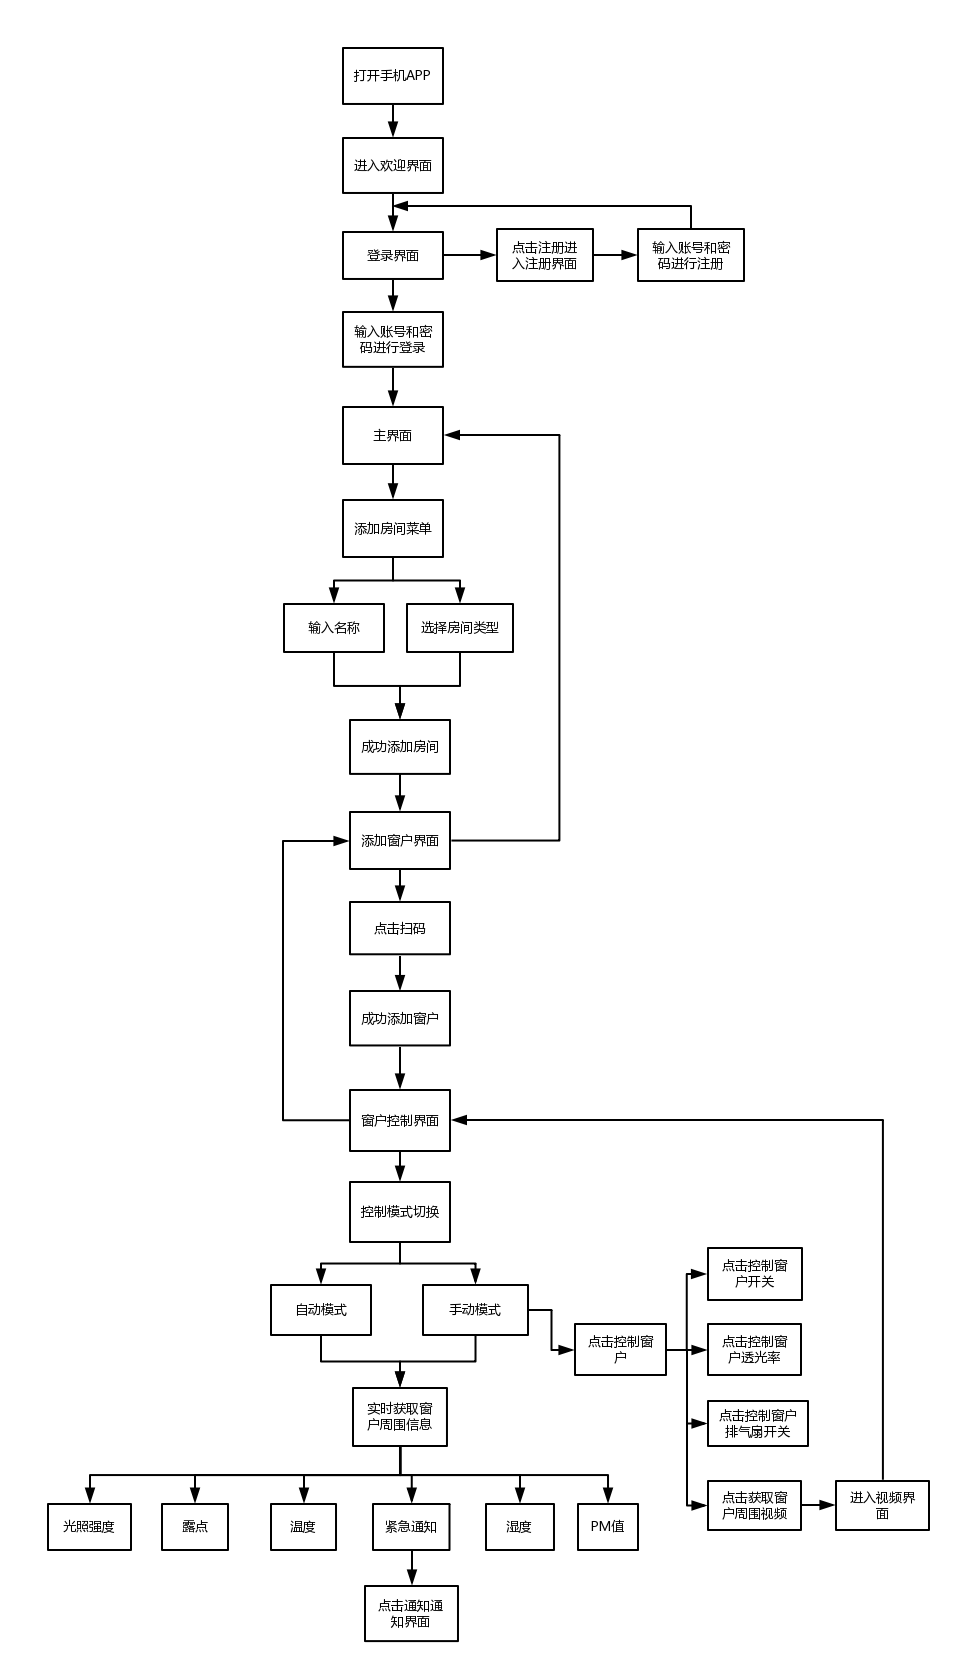 打开手机APP
进入欢迎界面
登录界面
点击注册进
入注册界面
输入账号和密
码进行注册
输入账号和密
码进行登录
主界面
添加房间菜单
输入名称
选择房间类型
成功添加房间
添加窗户界面
点击扫码
成功添加窗户
窗户控制界面
控制模式切换
自动模式
手动模式
点击控制窗
户
点击控制窗
户开关
点击控制窗
户透光率
点击控制窗户
排气扇开关
点击获取窗
户周围视频
进入视频界
面
实时获取窗
户周围信息
光照强度
露点
温度
紧急通知
湿度
PM值
点击通知通
知界面